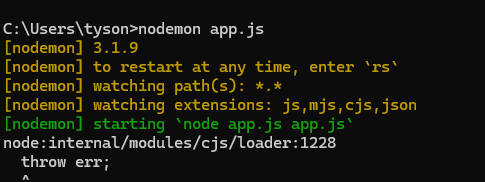 C:\Users\tyson>nodemon app.js
[nodemon] 3.1.9
[nodemon] to restart at any time, enter `rs`
[nodemon] watching path(s): *.*
[nodemon] watching extensions: js,mjs,cjs,json
[nodemon] starting `node app.js app.js`
node:internal/modules/cjs/loader:1228
  throw err;
  ^